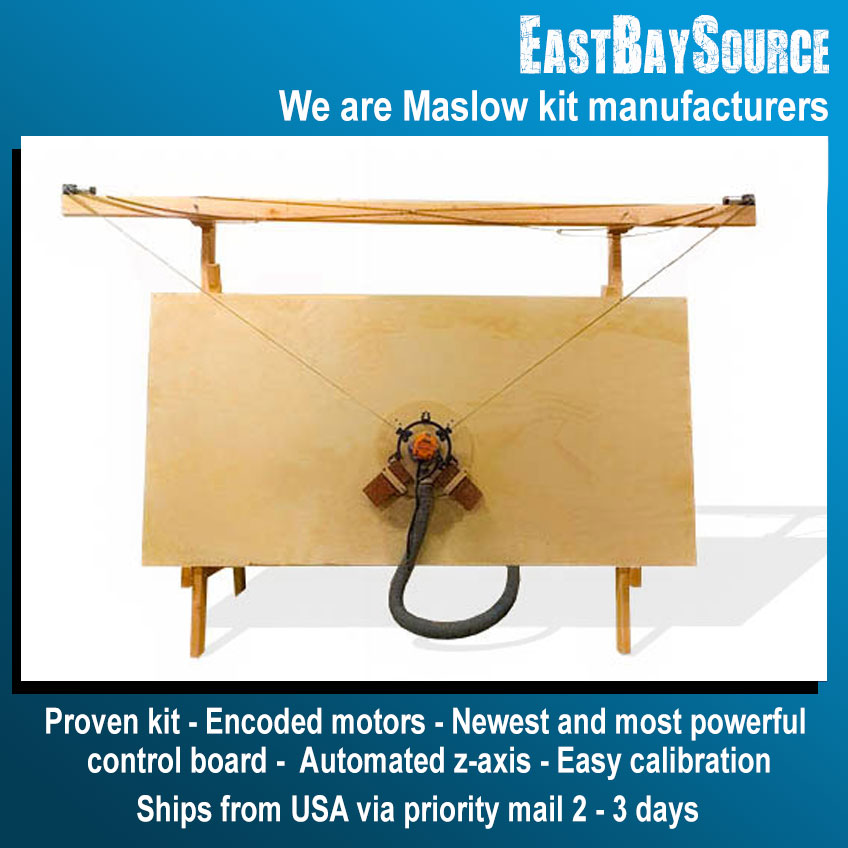 EASTBAYSOURCE
We are Maslow kit manufacturers
Proven kit - Encoded motors - Newest and most powerful
control board - Automated z-axis - Easy calibration
Ships from USA via priority mail 2 - 3 days